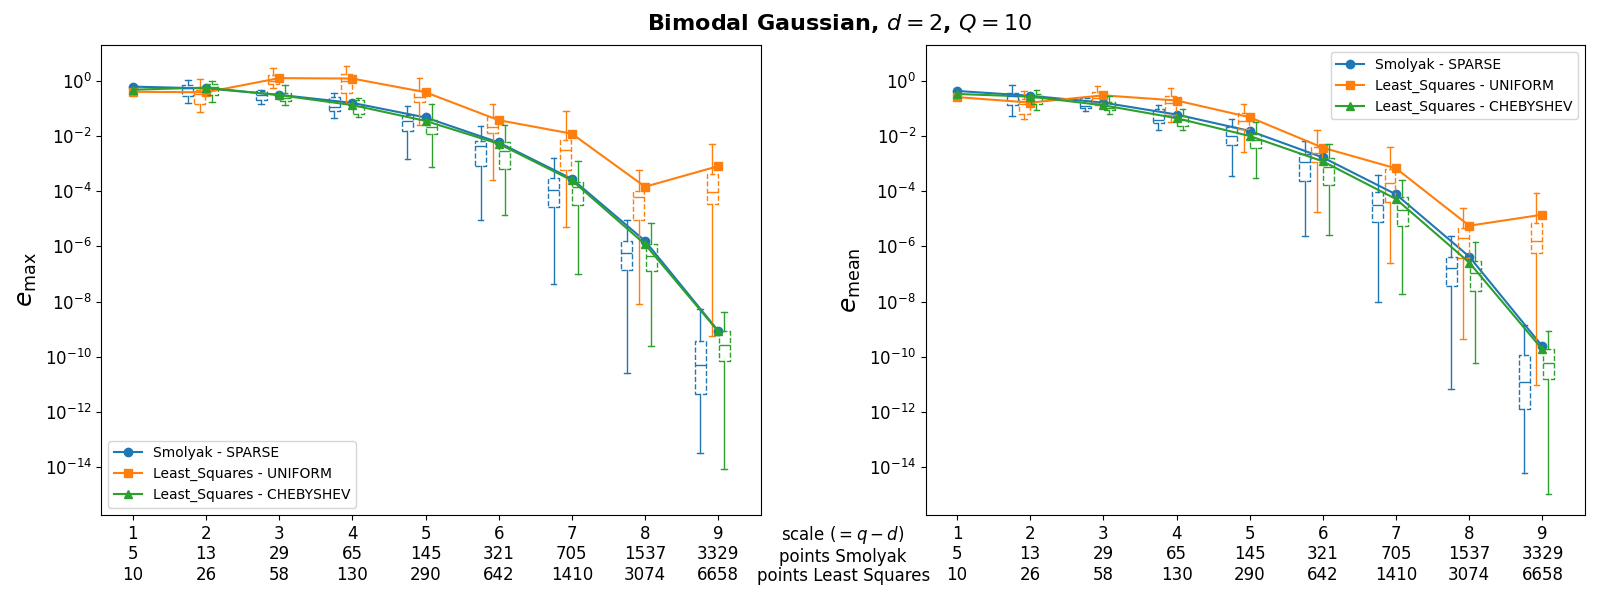 Bimodal Gaussian, d = 2, Q = 10
10^0
10^-2
10^-4
10^-6
10^-8
10^-10
10^-12
10^-14
e_max
Smolyak - SPARSE
Least_Squares - UNIFORM
Least_Squares - CHEBYSHEV
10^0
10^-2
10^-4
10^-6
10^-8
10^-10
10^-12
10^-14
e_mean
Smolyak - SPARSE
Least_Squares - UNIFORM
Least_Squares - CHEBYSHEV
1 2 3 4 5 6 7 8 9 scale (= q − d) 1 2 3 4 5 6 7 8 9
5 13 29 65 145 321 705 1537 3329 points Smolyak 5 13 29 65 145 321 705 1537 3329
10 26 58 130 290 642 1410 3074 6658 points Least Squares 10 26 58 130 290 642 1410 3074 6658